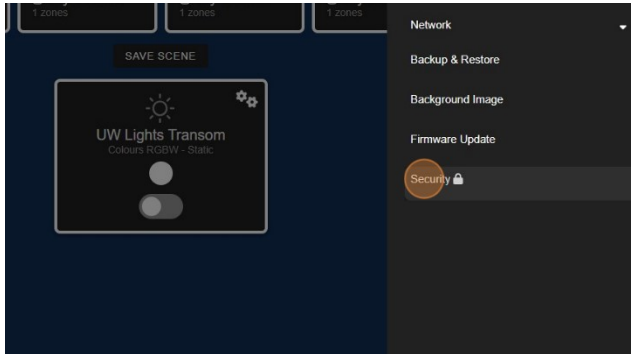 1 zones
1 zones
1 zones
SAVE SCENE
UW Lights Transom
Colours RGBW - Static
Network
Backup & Restore
Background Image
Firmware Update
Security